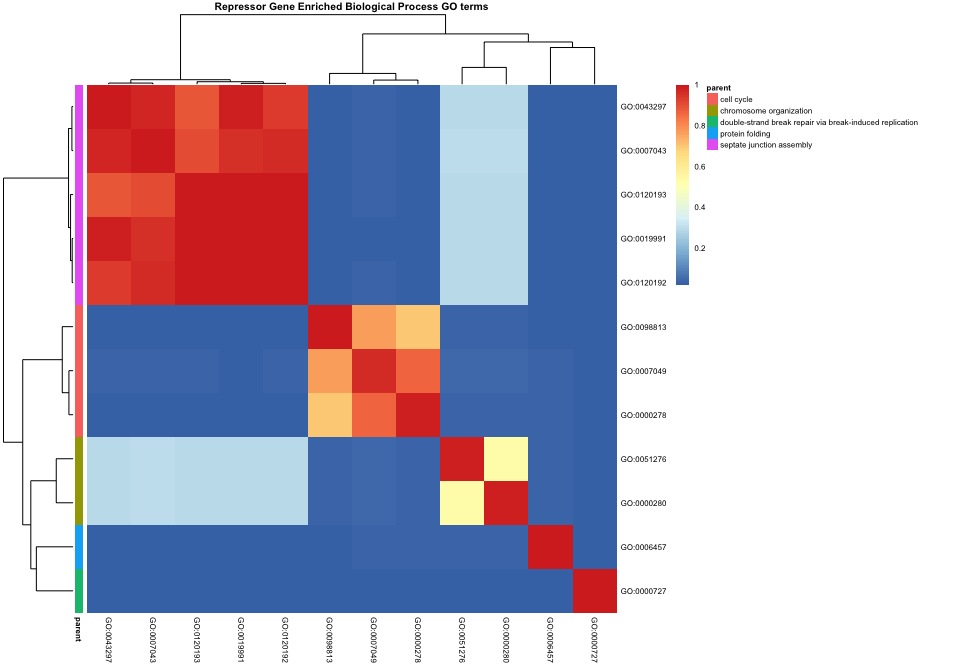 Repressor Gene Enriched Biological Process GO terms
1
0.8
0.6
0.4
0.2
parent
cell cycle
chromosome organization
double-strand break repair via break-induced replication
protein folding
septate junction assembly
GO:0043297
GO:0007043
GO:0120193
GO:0019991
GO:0120192
GO:0098813
GO:0007049
GO:0000278
GO:0051276
GO:0000280
GO:0006457
GO:0000727
parent
GO:0043297
GO:0007043
GO:0120193
GO:0019991
GO:0120192
GO:0098813
GO:0007049
GO:0000278
GO:0051276
GO:0000280
GO:0006457
GO:0000727